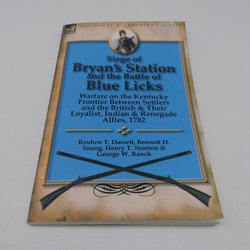 Siege of
Bryan's Station
and the Battle of
Blue Licks
Warfare on the Kentucky
Frontier Between Settlers
and the British & Their
Loyalist, Indian & Renegade
Allies, 1782
Reuben T. Durrett, Bennett H.
Young, Henry T. Stanton &
George W. Ranck